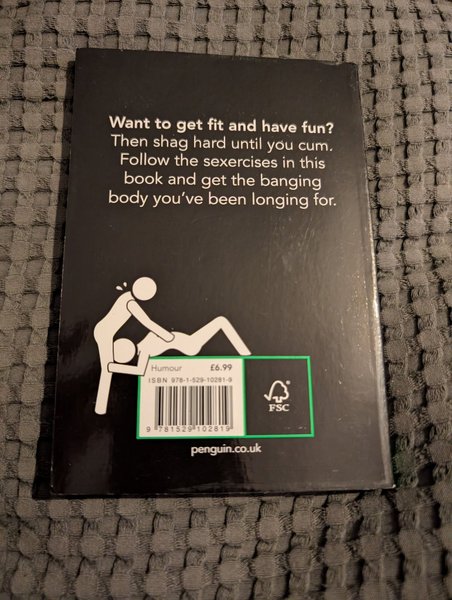 Want to get fit and have fun?
Then shag hard until you cum.
Follow the sexercises in this
book and get the banging
body you've been longing for.
Humour £6.99
ISBN 978-1-529-10281-9
9 781529 102819
FSC
penguin.co.uk